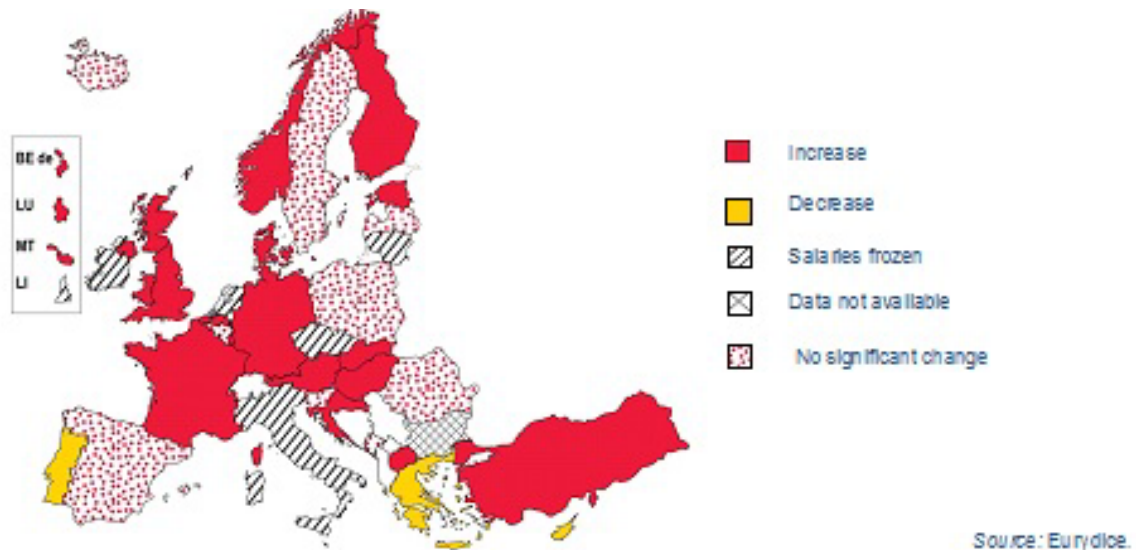 BE de
LU
MT
LI
Increase
Decrease
Salaries frozen
Data not available
No significant change
Source: Eurydice.